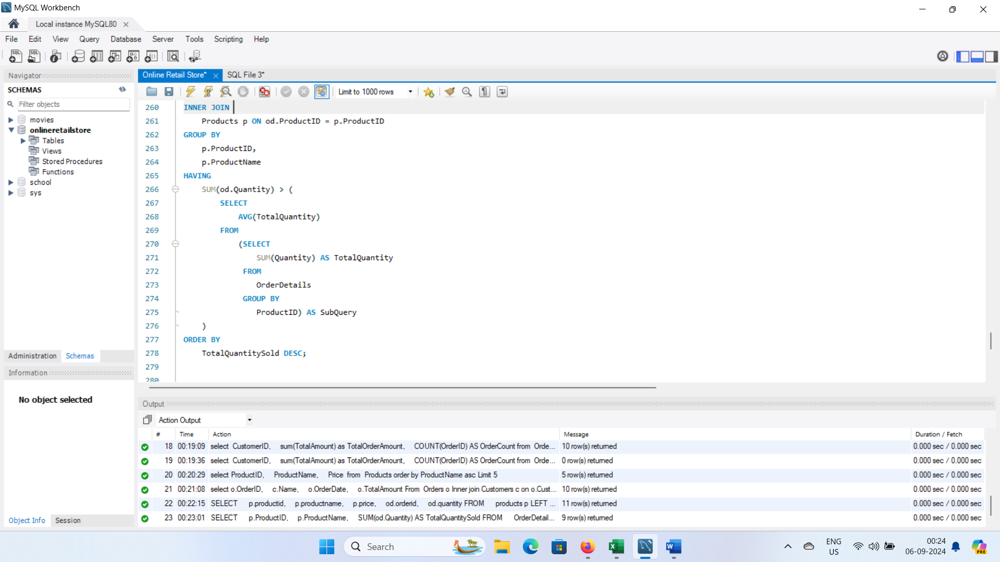 MySQL Workbench
Local instance MySQL80
File Edit View Query Database Server Tools Scripting Help
Navigator
SCHEMAS
Filter objects
movies
onlineretailstore
Tables
Views
Stored Procedures
Functions
school
sys
Administration Schemas
Information
No object selected
Object Info Session
Online Retail Store* SQL File 3*
Limit to 1000 rows
260 INNER JOIN
261 Products p ON od.ProductID = p.ProductID
262 GROUP BY
263 p.ProductID,
264 p.ProductName
265 HAVING
266 SUM(od.Quantity) > (
267 SELECT
268 AVG(TotalQuantity)
269 FROM
270 (SELECT
271 SUM(Quantity) AS TotalQuantity
272 FROM
273 OrderDetails
274 GROUP BY
275 ProductID) AS SubQuery
276 )
277 ORDER BY
278 TotalQuantitySold DESC;
279
280
Output
Action Output
# Time Action Message Duration / Fetch
18 00:19:09 select CustomerID, sum(TotalAmount) as TotalOrderAmount, COUNT(OrderID) AS OrderCount from Orde... 10 row(s) returned 0.000 sec / 0.000 sec
19 00:19:36 select CustomerID, sum(TotalAmount) as TotalOrderAmount, COUNT(OrderID) AS OrderCount from Orde... 0 row(s) returned 0.000 sec / 0.000 sec
20 00:20:29 select ProductID, ProductName, Price from Products order by ProductName asc Limit 5 5 row(s) returned 0.000 sec / 0.000 sec
21 00:21:08 select o.OrderID, c.Name, o.OrderDate, o.TotalAmount From Orders o Inner join Customers c on o.Cust... 10 row(s) returned 0.000 sec / 0.000 sec
22 00:22:15 SELECT p.productid, p.productname, p.price, od.orderid, od.quantity FROM products p LEFT ... 11 row(s) returned 0.000 sec / 0.000 sec
23 00:23:01 SELECT p.ProductID, p.ProductName, SUM(od.Quantity) AS TotalQuantitySold FROM OrderDetail... 9 row(s) returned 0.000 sec / 0.000 sec
Search
ENG
US
00:24
06-09-2024
PRE